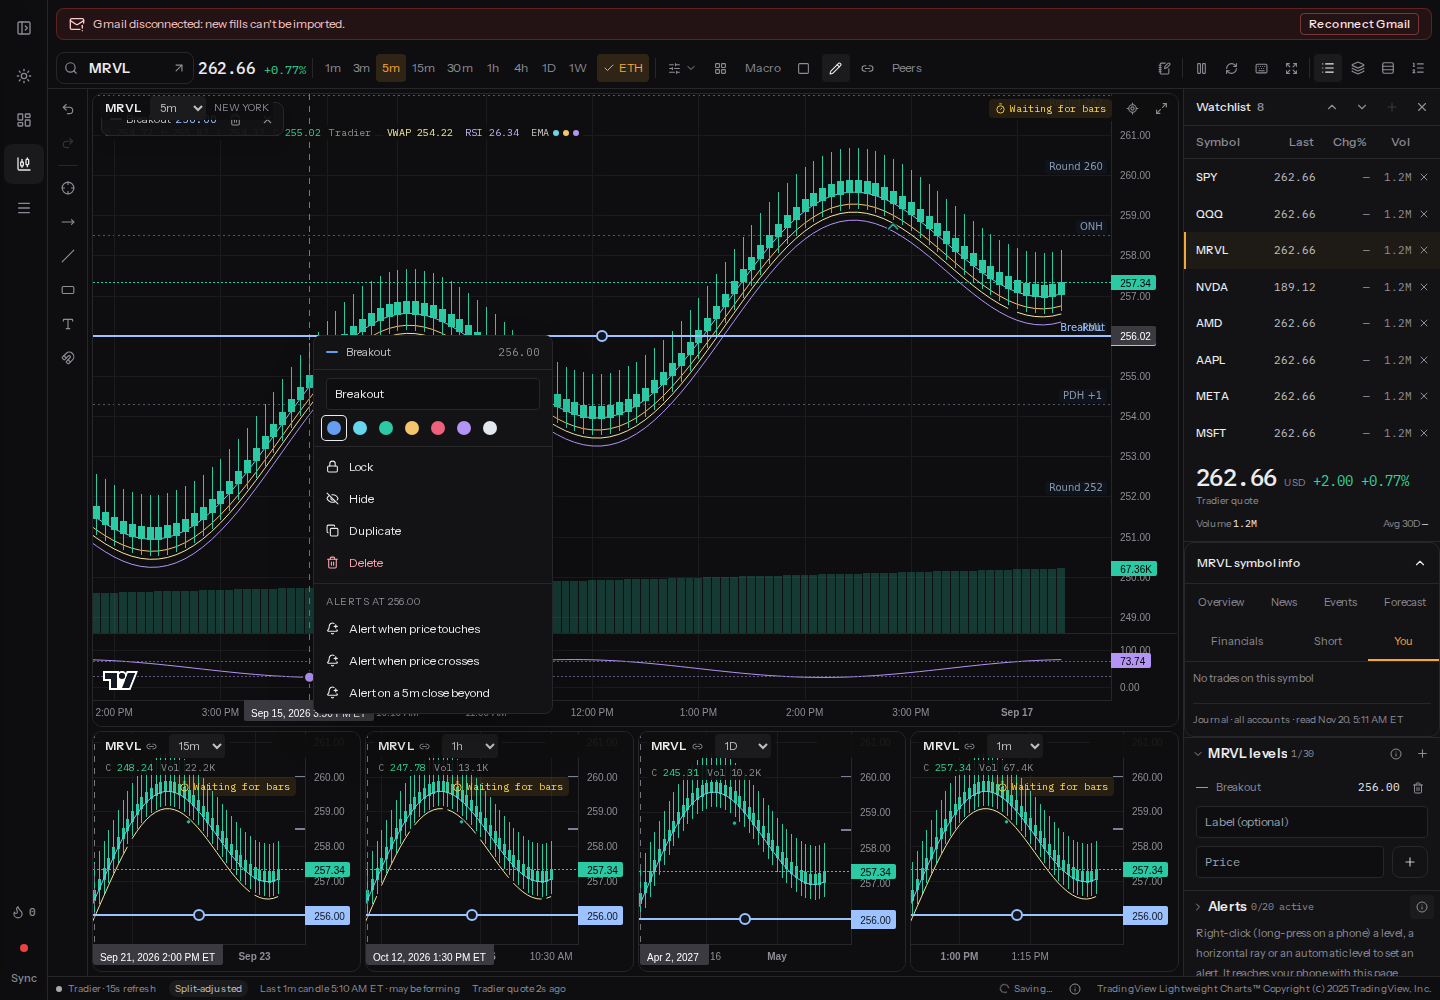 Gmail disconnected: new fills can't be imported.
Reconnect Gmail
MRVL 262.66 +0.77% 1m 3m 5m 15m 30m 1h 4h 1D 1W ETH Macro Peers
MRVL 5m NEW YORK
Waiting for bars
Breakout 256.00
255.02 Tradier VWAP 254.22 RSI 26.34 EMA
261.00
Round 260
260.00
259.00
ONH
258.00
257.34
257.00
Breakout
256.02
255.00
PDH +1
254.00
253.00
Round 252
252.00
251.00
67.36K
250.00
249.00
100.00
73.74
0.00
Breakout 256.00
Breakout
Lock
Hide
Duplicate
Delete
ALERTS AT 256.00
Alert when price touches
Alert when price crosses
Alert on a 5m close beyond
2:00 PM 3:00 PM Sep 15, 2026 12:00 PM 1:00 PM 2:00 PM 3:00 PM Sep 17
MRVL 15m
C 248.24 Vol 22.2K
Waiting for bars
260.00
259.00
258.00
257.34
257.00
256.00
Sep 21, 2026 2:00 PM ET Sep 23
MRVL 1h
C 247.78 Vol 13.1K
Waiting for bars
260.00
259.00
258.00
257.34
257.00
256.00
Oct 12, 2026 1:30 PM ET 10:30 AM
MRVL 1D
C 245.31 Vol 10.2K
260.00
259.00
258.00
257.34
257.00
256.00
Apr 2, 2027 16 May
MRVL 1m
C 257.34 Vol 67.4K
Waiting for bars
260.00
259.00
258.00
257.34
257.00
256.00
1:00 PM 1:15 PM
Watchlist 8
Symbol Last Chg% Vol
SPY 262.66 — 1.2M
QQQ 262.66 — 1.2M
MRVL 262.66 — 1.2M
NVDA 189.12 — 1.2M
AMD 262.66 — 1.2M
AAPL 262.66 — 1.2M
META 262.66 — 1.2M
MSFT 262.66 — 1.2M
262.66 USD +2.00 +0.77%
Tradier quote
Volume 1.2M Avg 30D —
MRVL symbol info
Overview News Events Forecast
Financials Short You
No trades on this symbol
Journal · all accounts · read Nov 20, 5:11 AM ET
MRVL levels 1/30
Breakout 256.00
Label (optional)
Price
Alerts 0/20 active
Right-click (long-press on a phone) a level, a
horizontal ray or an automatic level to set an
alert. It reaches your phone with this page
0
Sync
Tradier · 15s refresh Split-adjusted Last 1m candle 5:10 AM ET · may be forming Tradier quote 2s ago Saving... TradingView Lightweight Charts™ Copyright (c) 2025 TradingView, Inc.